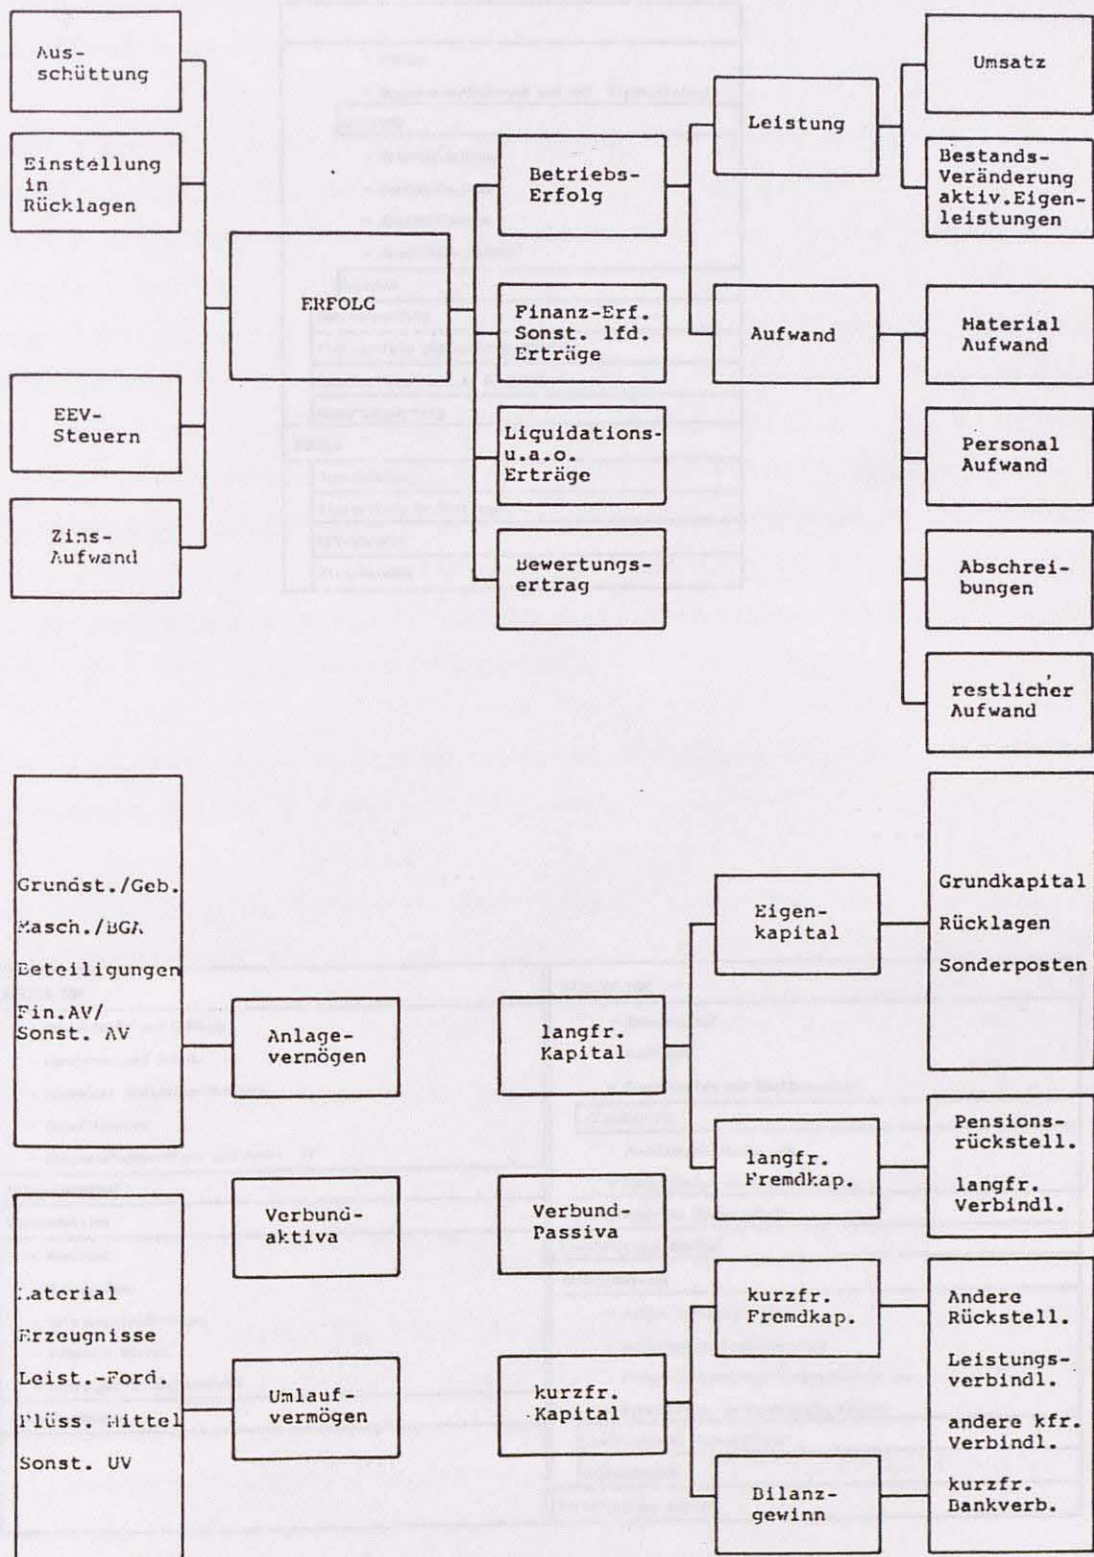 Aus-
schüttung
Einstellung
in
Rücklagen
EEV-
Steuern
Zins-
Aufwand
ERFOLG
Betriebs-
Erfolg
Finanz-Erf.
Sonst. lfd.
Erträge
Liquidations-
u.a.o.
Erträge
Bewertungs-
ertrag
Leistung
Aufwand
Umsatz
Bestands-
Veränderung
aktiv.Eigen-
leistungen
Material
Aufwand
Personal
Aufwand
Abschrei-
bungen
restlicher
Aufwand
Grundst./Geb.
Masch./BGA
Beteiligungen
Fin.AV/
Sonst. AV
Material
Erzeugnisse
Leist.-Ford.
Flüss. Mittel
Sonst. UV
Anlage-
vermögen
Verbund-
aktiva
Umlauf-
vermögen
langfr.
Kapital
Verbund-
Passiva
kurzfr.
Kapital
Eigen-
kapital
langfr.
Fremdkap.
kurzfr.
Fremdkap.
Bilanz-
gewinn
Grundkapital
Rücklagen
Sonderposten
Pensions-
rückstell.
langfr.
Verbindl.
Andere
Rückstell.
Leistungs-
verbindl.
andere kfr.
Verbindl.
kurzfr.
Bankverb.